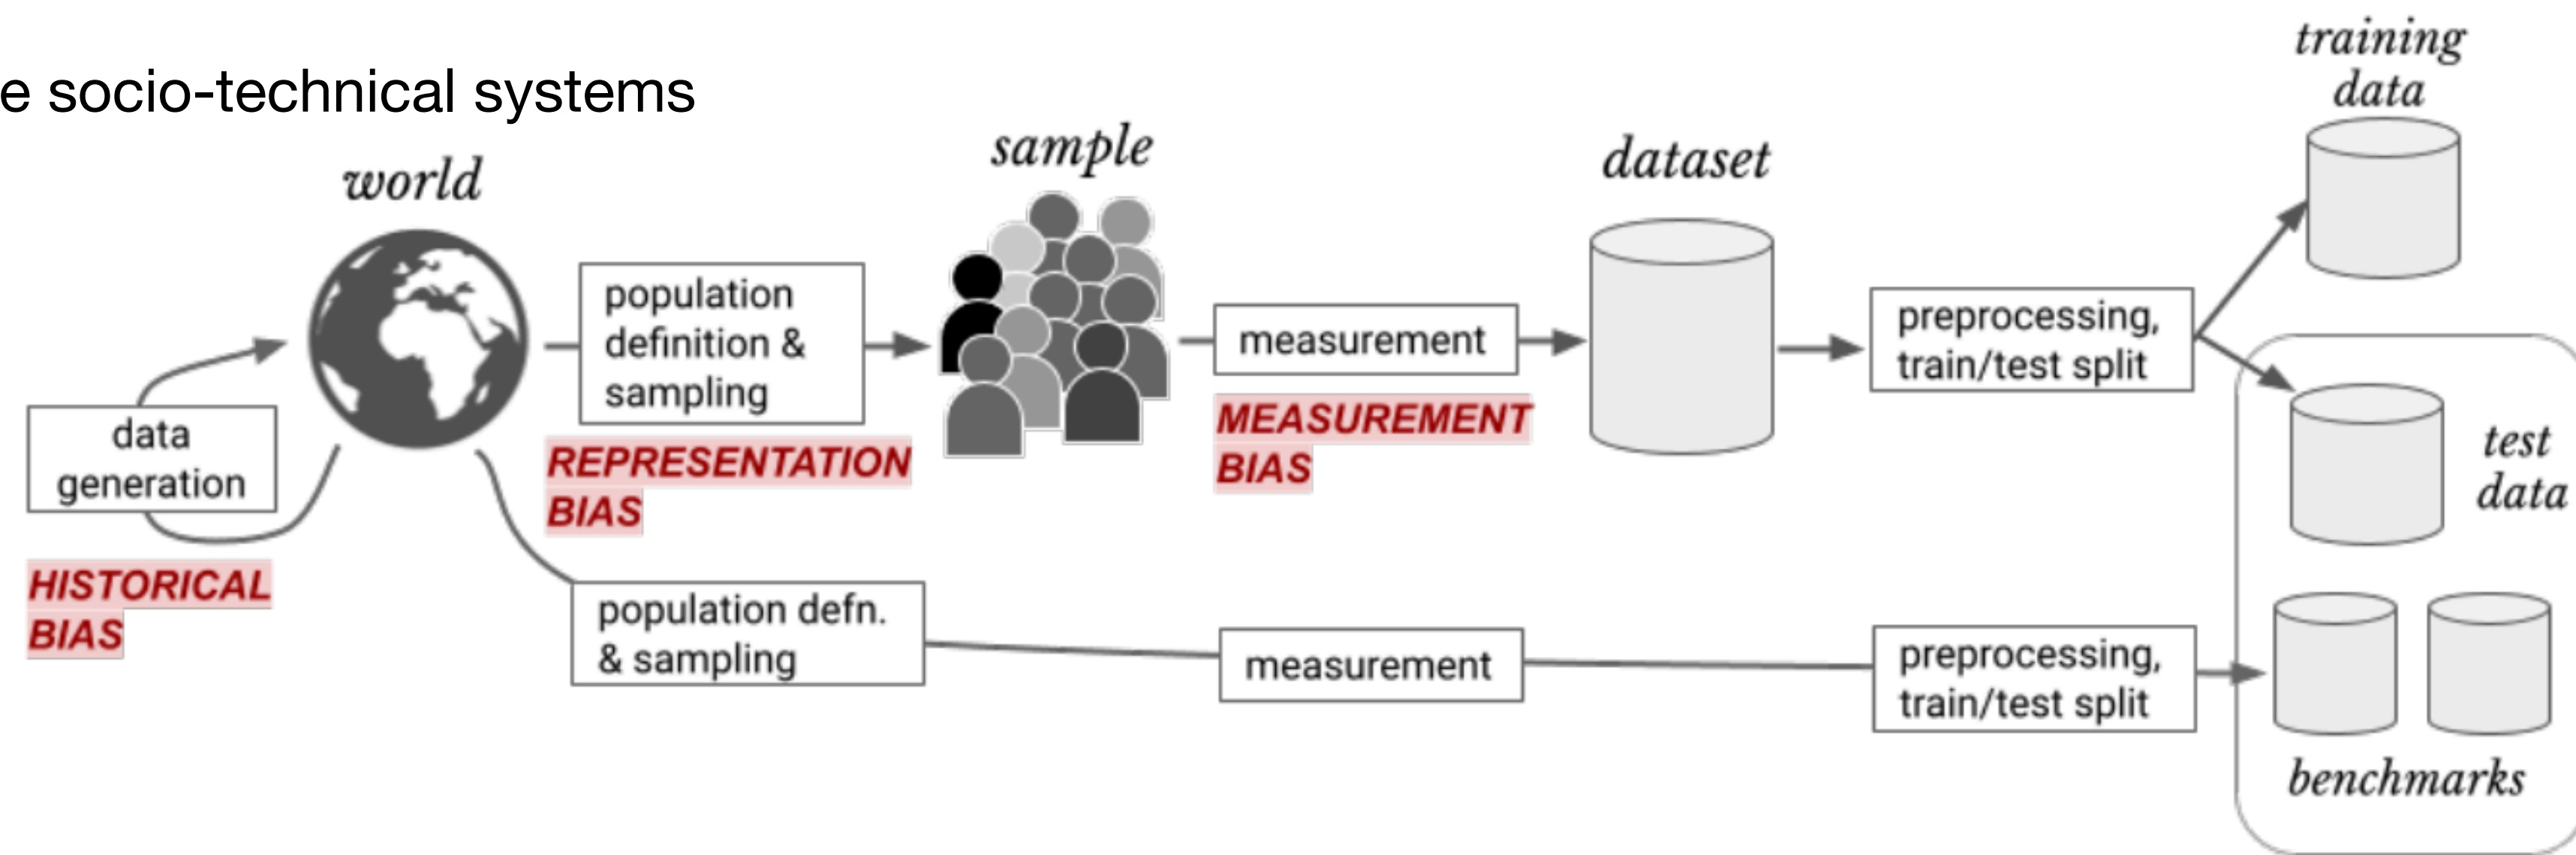 e socio-technical systems
world
sample
dataset
training
data
data
generation
HISTORICAL
BIAS
population
definition &
sampling
REPRESENTATION
BIAS
measurement
MEASUREMENT
BIAS
preprocessing,
train/test split
test
data
population defn.
& sampling
measurement
preprocessing,
train/test split
benchmarks